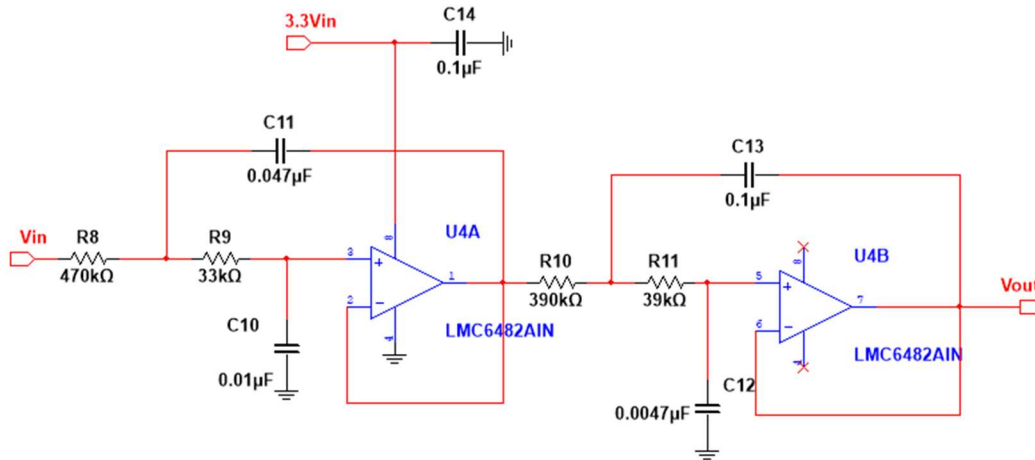 3.3Vin
C14
0.1µF
C11
0.047µF
C13
0.1µF
Vin
R8
470kΩ
R9
33kΩ
U4A
8
3
2
1
4
LMC6482AIN
C10
0.01µF
R10
390kΩ
R11
39kΩ
U4B
8
5
6
7
4
LMC6482AIN
Vout
C12
0.0047µF